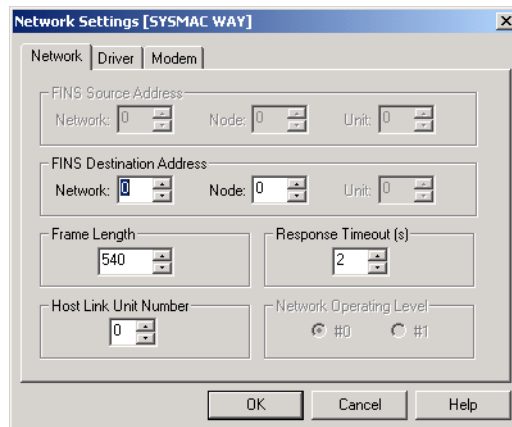 Network Settings [SYSMAC WAY]
Network Driver Modem
FINS Source Address
Network: 0 Node: 0 Unit: 0
FINS Destination Address
Network: 0 Node: 0 Unit: 0
Frame Length Response Timeout (s)
540 2
Host Link Unit Number Network Operating Level
0 #0 #1
OK Cancel Help